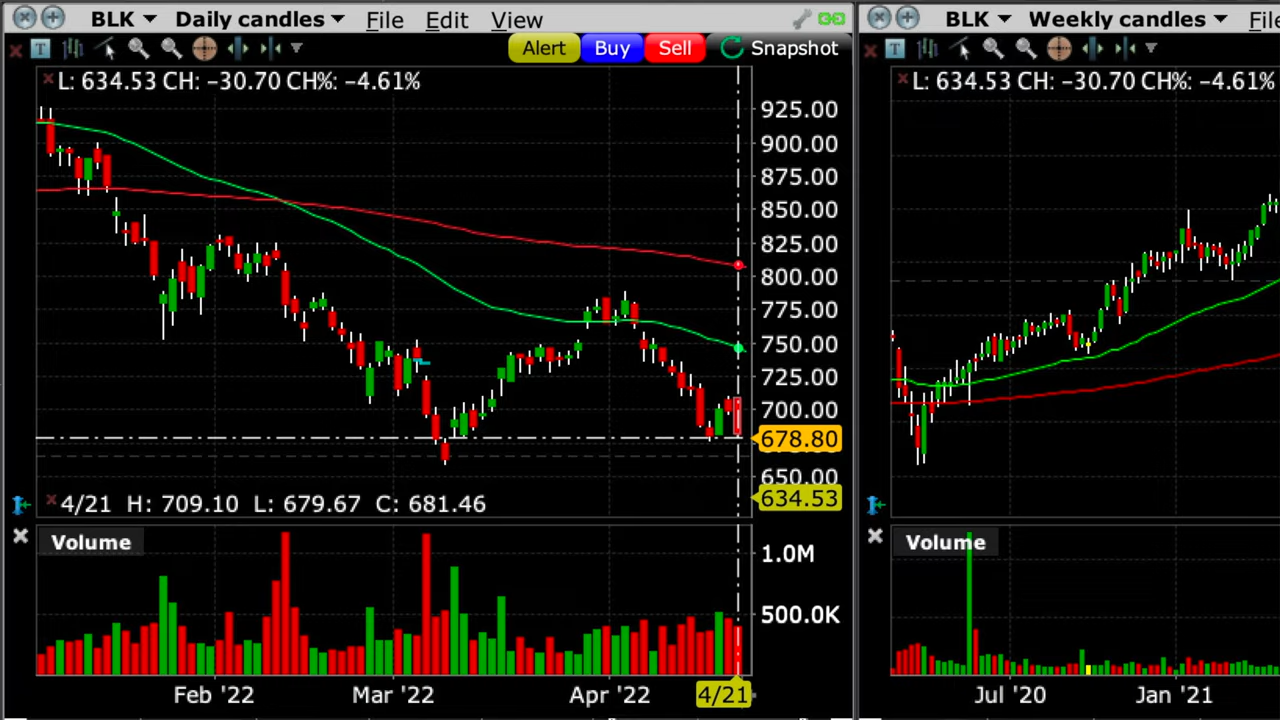 BLK Daily candles File Edit View
T Alert Buy Sell Snapshot
L: 634.53 CH: −30.70 CH%: −4.61%
925.00
900.00
875.00
850.00
825.00
800.00
775.00
750.00
725.00
700.00
678.80
650.00
634.53
4/21 H: 709.10 L: 679.67 C: 681.46
Volume
1.0M
500.0K
Feb '22 Mar '22 Apr '22 4/21
BLK Weekly candles
T
L: 634.53 CH: −30.70 CH%: −4.61%
Volume
Jul '20 Jan '21